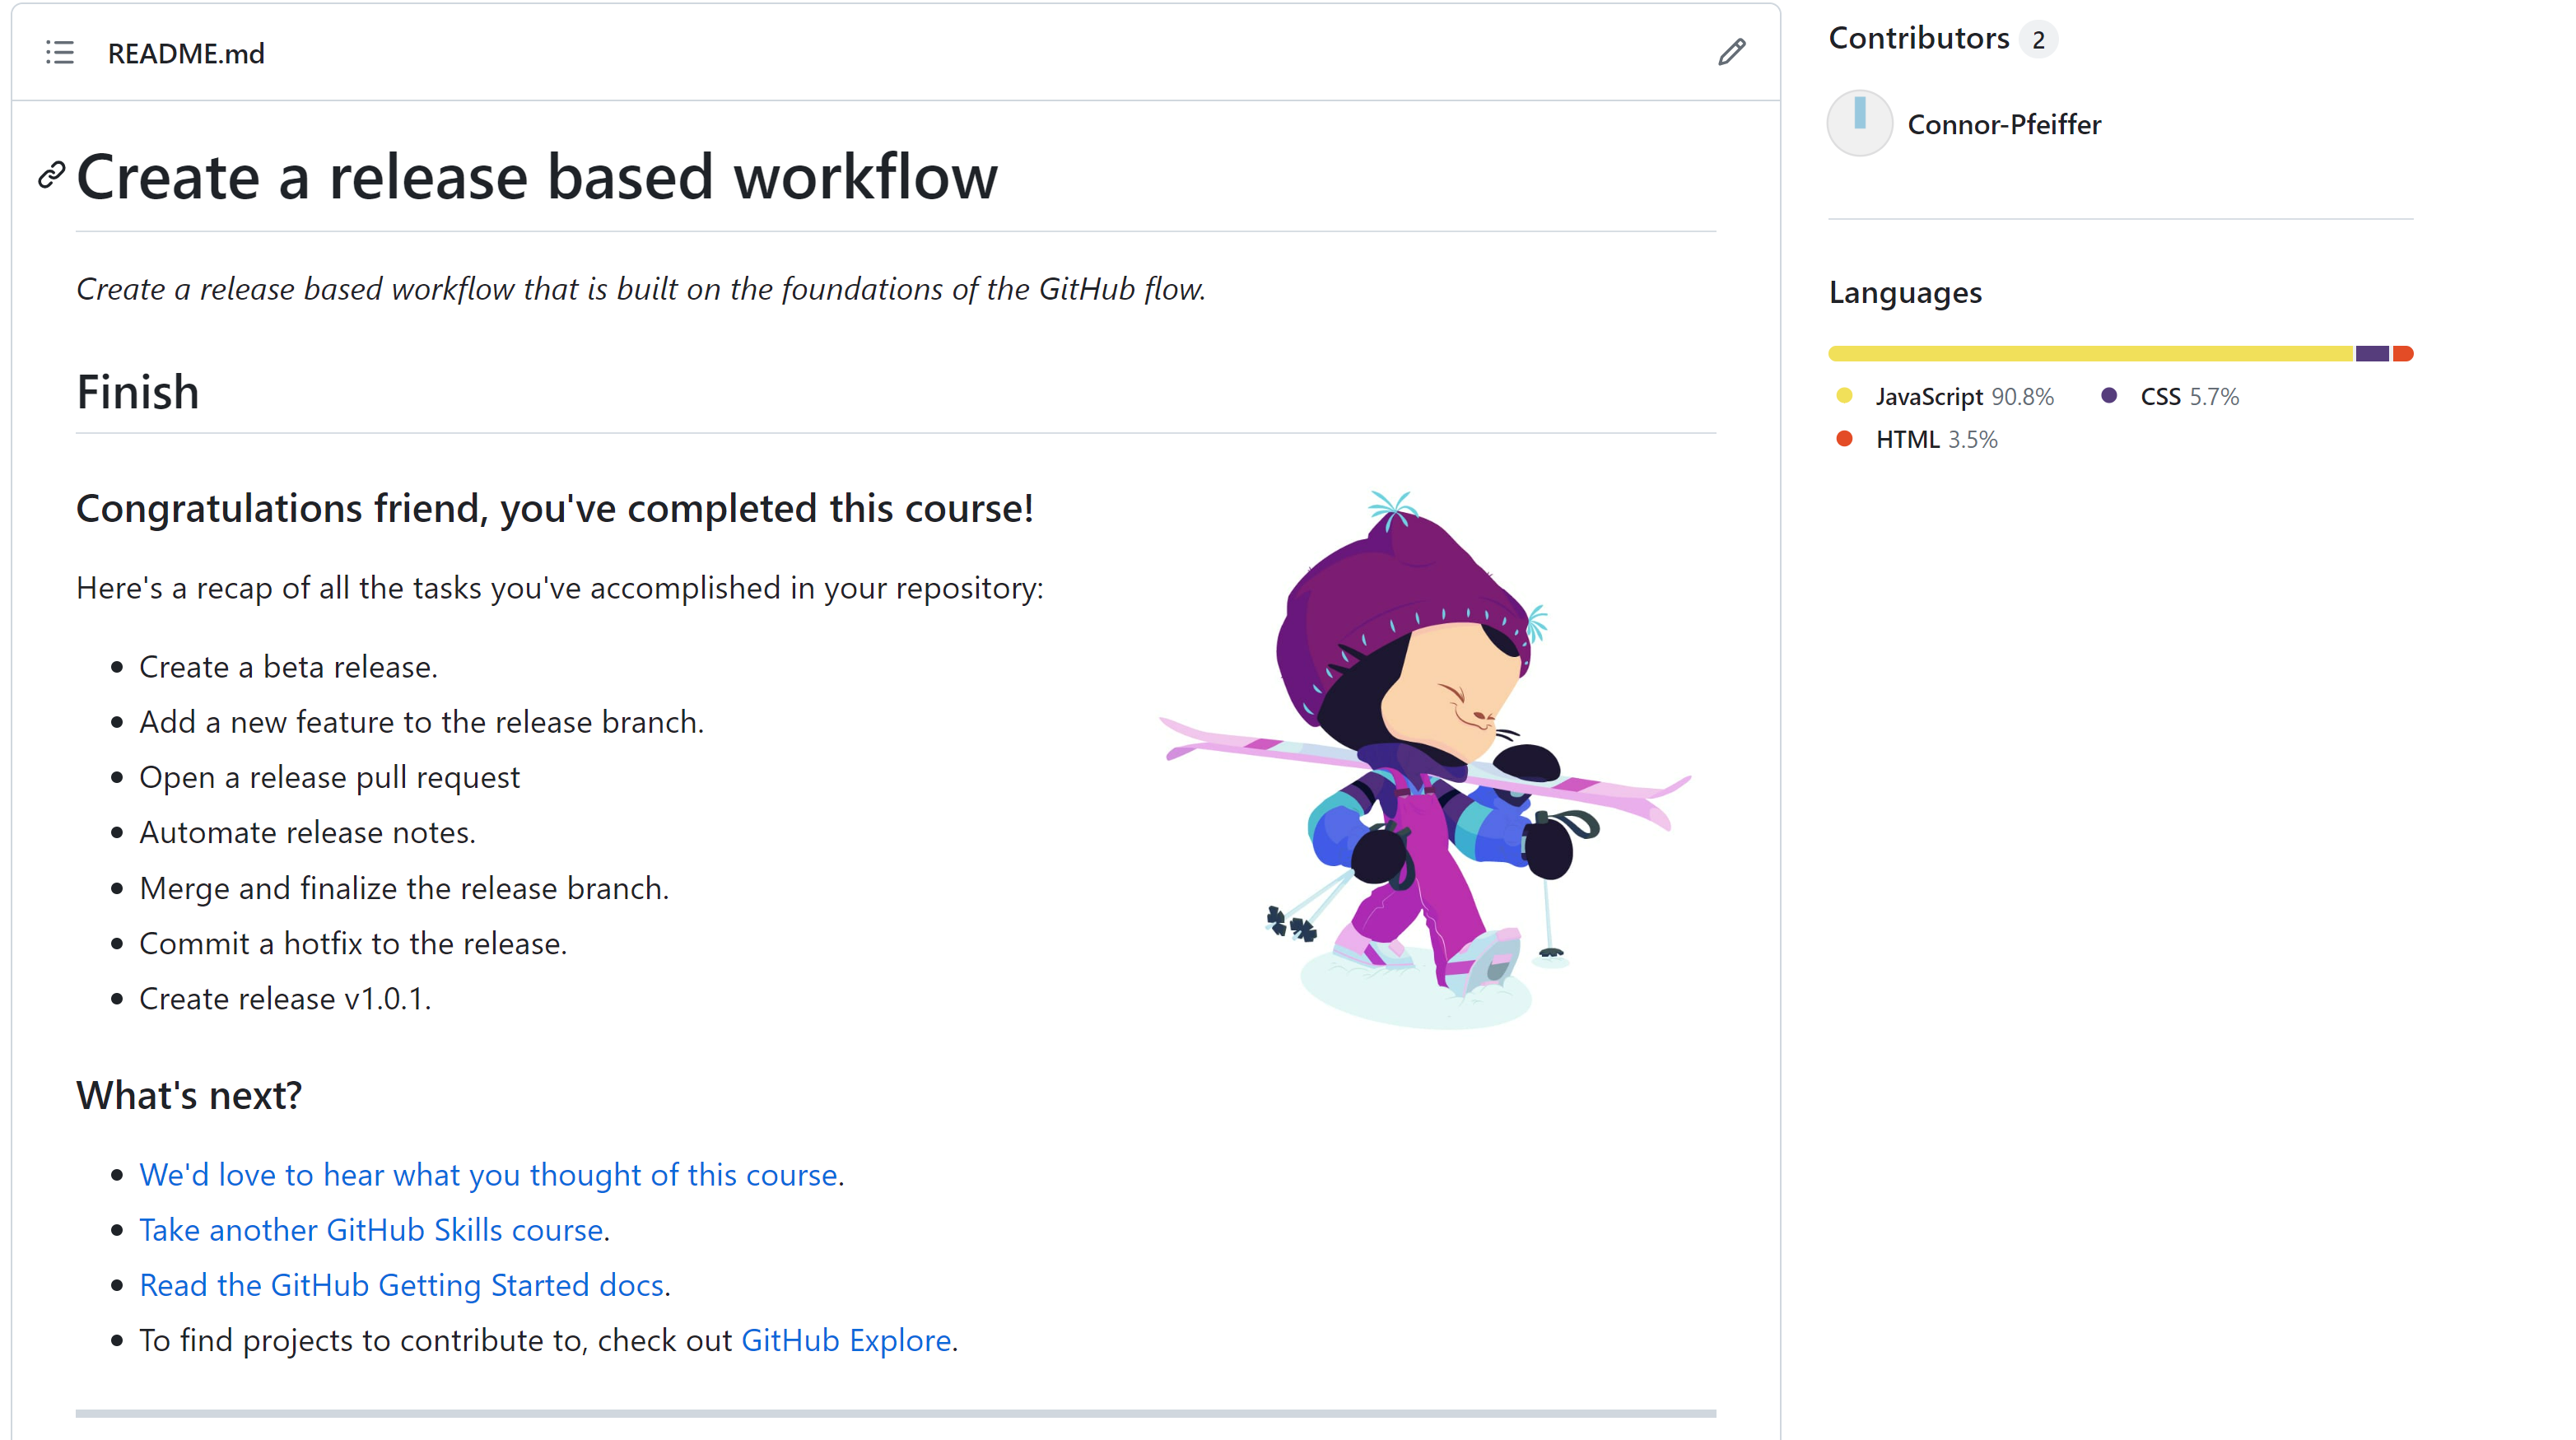 README.md
Create a release based workflow
Create a release based workflow that is built on the foundations of the GitHub flow.
Finish
Congratulations friend, you've completed this course!
Here's a recap of all the tasks you've accomplished in your repository:
Create a beta release.
Add a new feature to the release branch.
Open a release pull request
Automate release notes.
Merge and finalize the release branch.
Commit a hotfix to the release.
Create release v1.0.1.
What's next?
We'd love to hear what you thought of this course.
Take another GitHub Skills course.
Read the GitHub Getting Started docs.
To find projects to contribute to, check out GitHub Explore.
Contributors 2
Connor-Pfeiffer
Languages
JavaScript 90.8% CSS 5.7%
HTML 3.5%